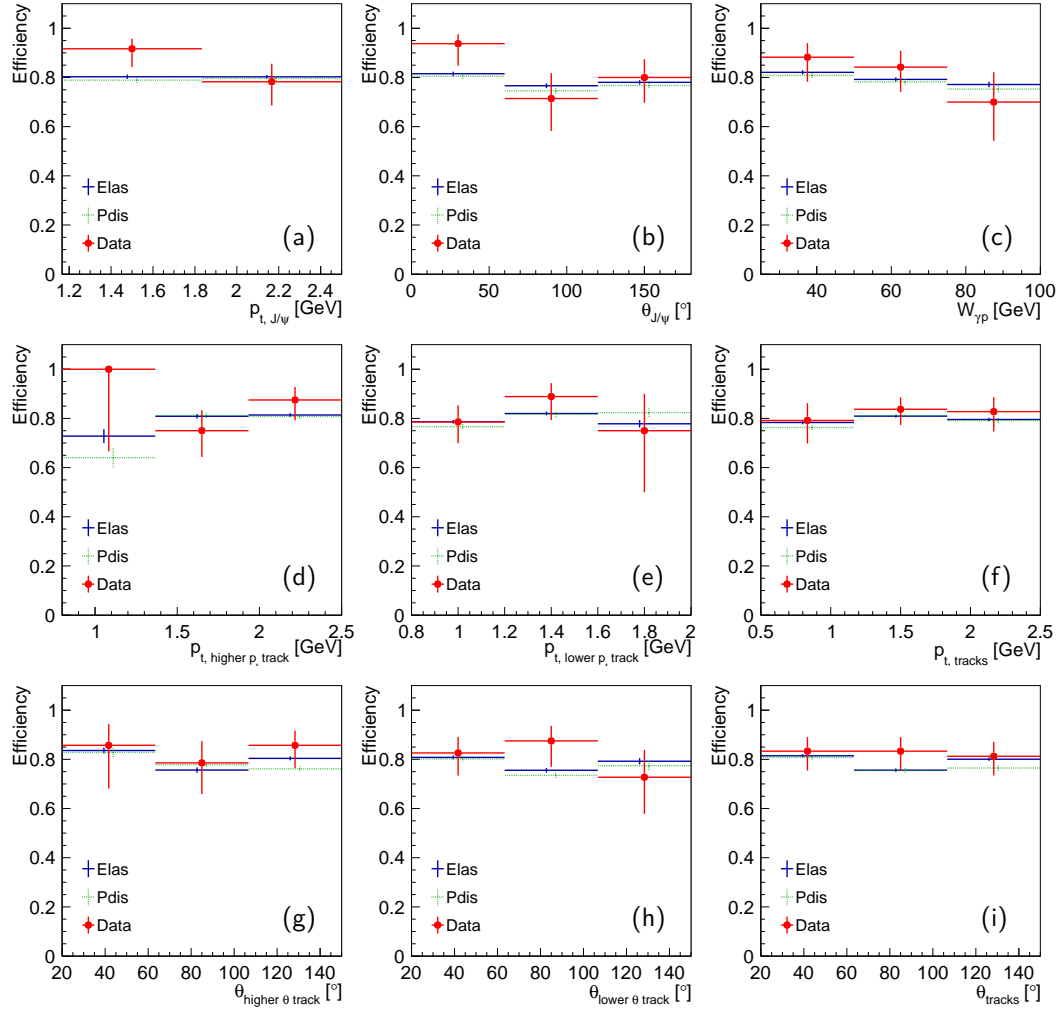 Efficiency
1
0.8
0.6
0.4
0.2
0
Elas
Pdis
Data
(a)
1.2 1.4 1.6 1.8 2 2.2 2.4
p_{t, J/ψ} [GeV]
Efficiency
1
0.8
0.6
0.4
0.2
0
Elas
Pdis
Data
(b)
0 50 100 150
θ_{J/ψ} [°]
Efficiency
1
0.8
0.6
0.4
0.2
0
Elas
Pdis
Data
(c)
40 60 80 100
W_{γp} [GeV]
Efficiency
1
0.8
0.6
0.4
0.2
0
Elas
Pdis
Data
(d)
1 1.5 2 2.5
p_{t, higher p_t track} [GeV]
Efficiency
1
0.8
0.6
0.4
0.2
0
Elas
Pdis
Data
(e)
0.8 1 1.2 1.4 1.6 1.8 2
p_{t, lower p_t track} [GeV]
Efficiency
1
0.8
0.6
0.4
0.2
0
Elas
Pdis
Data
(f)
0.5 1 1.5 2 2.5
p_{t, tracks} [GeV]
Efficiency
1
0.8
0.6
0.4
0.2
0
Elas
Pdis
Data
(g)
20 40 60 80 100 120 140
θ_{higher θ track} [°]
Efficiency
1
0.8
0.6
0.4
0.2
0
Elas
Pdis
Data
(h)
20 40 60 80 100 120 140
θ_{lower θ track} [°]
Efficiency
1
0.8
0.6
0.4
0.2
0
Elas
Pdis
Data
(i)
20 40 60 80 100 120 140
θ_{tracks} [°]